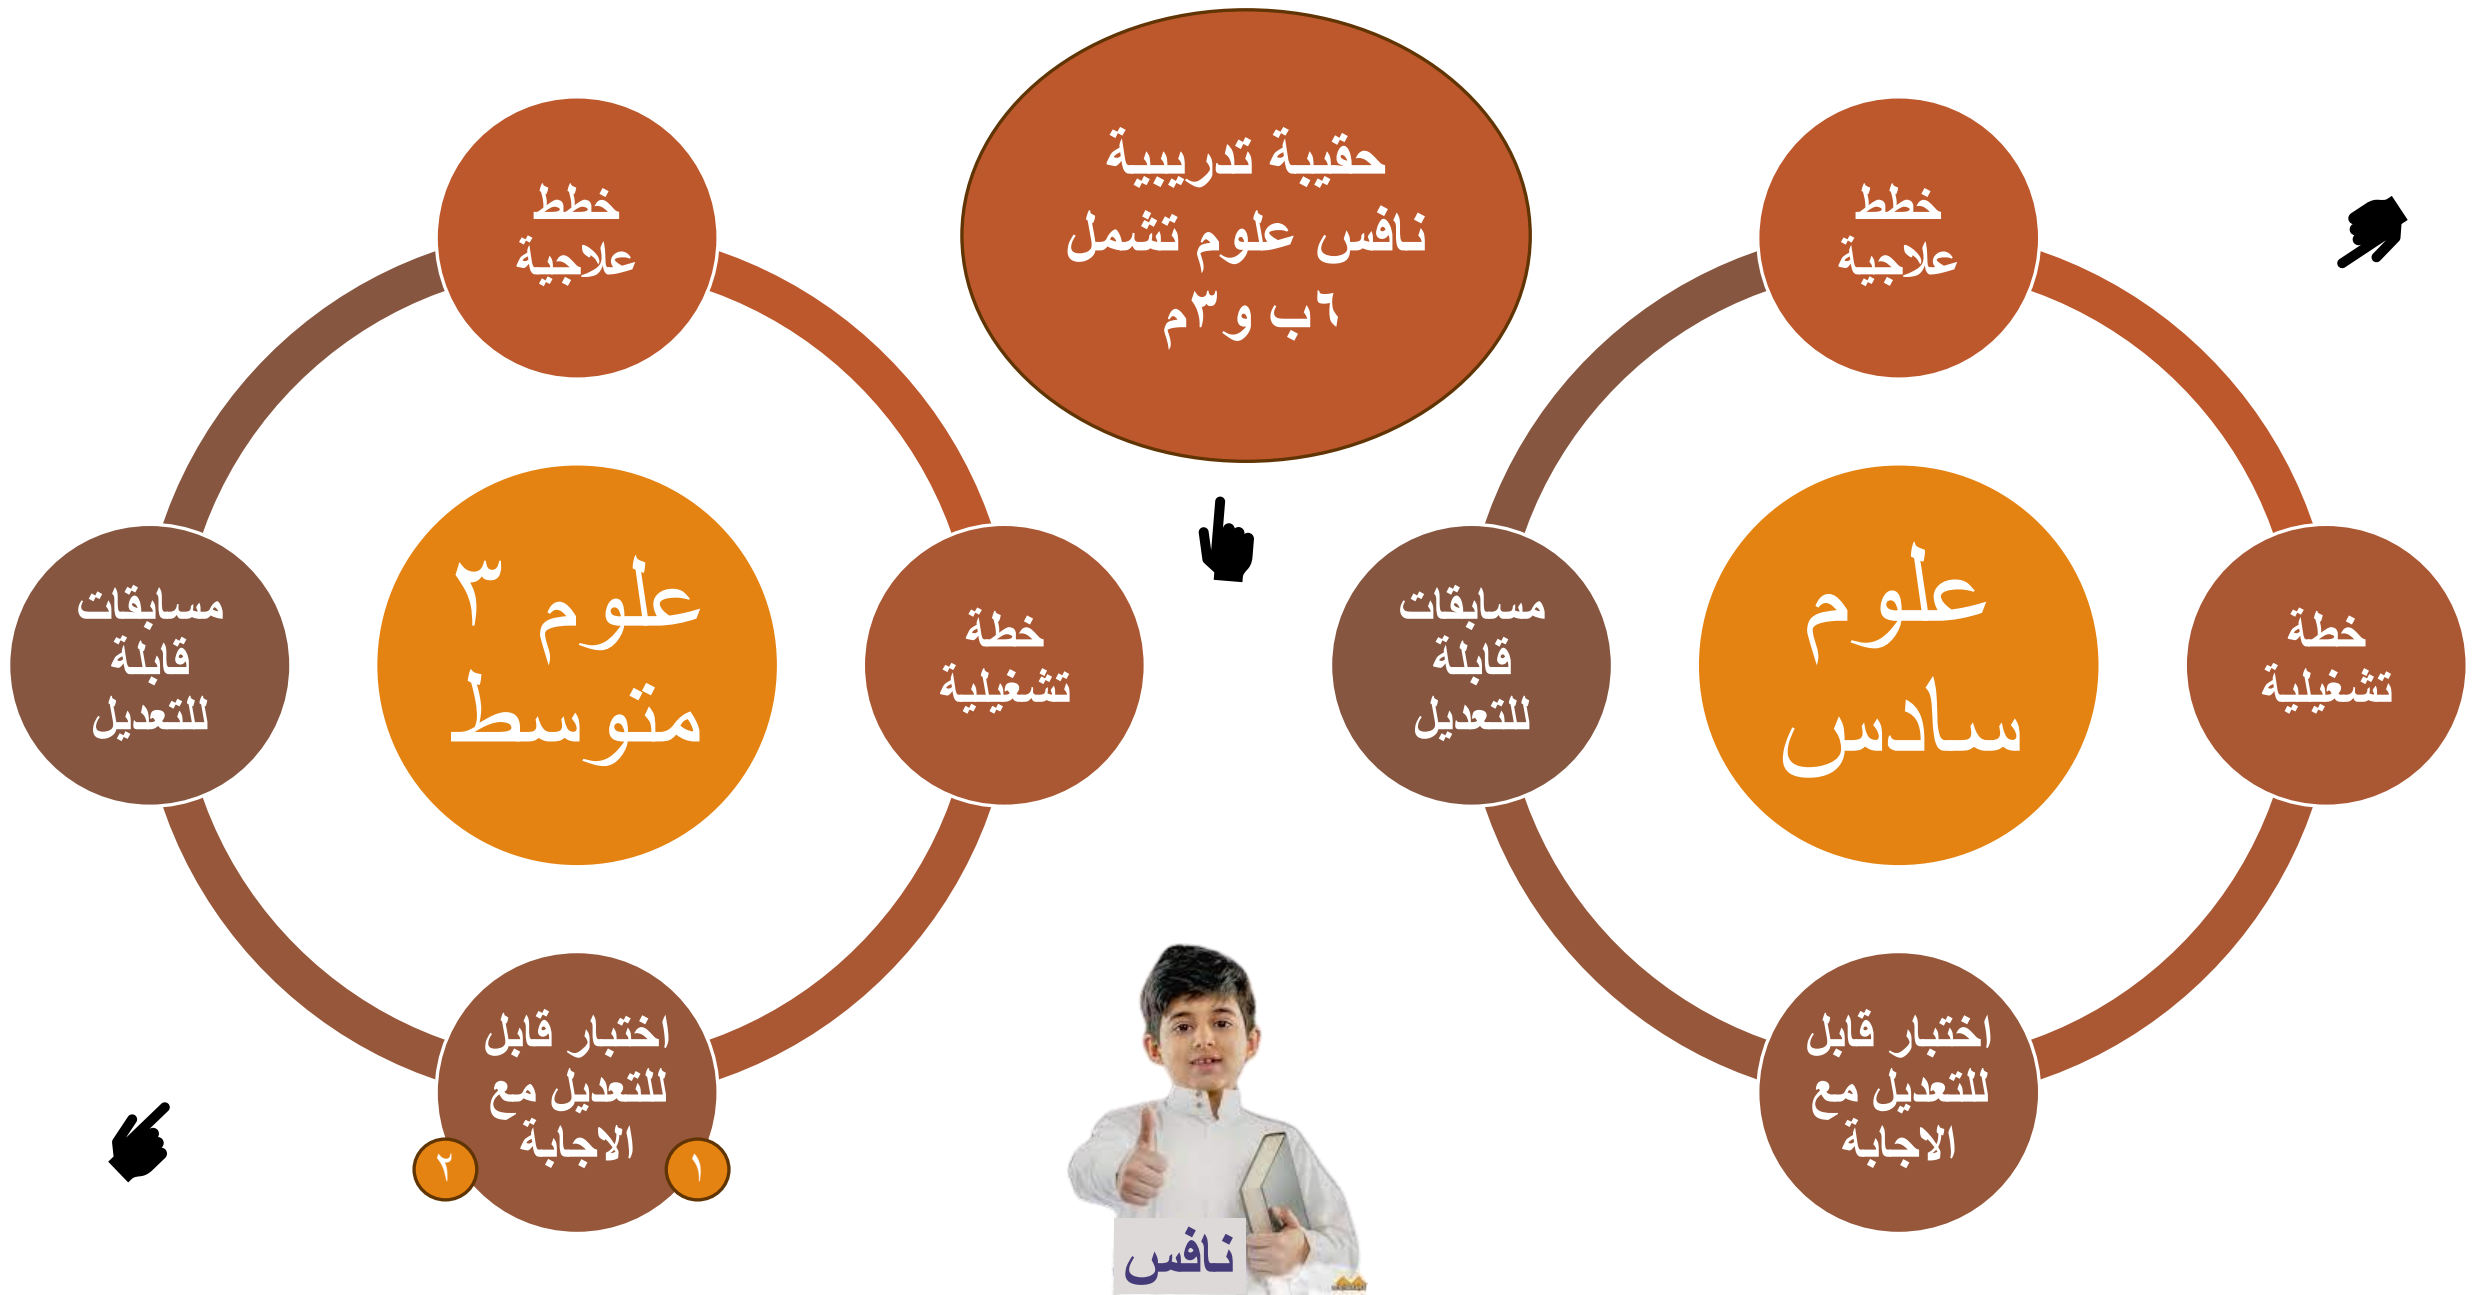 حقيبة تدريبية
نافس علوم تشمل
٦ب و٣م
خطط
علاجية
علوم
سادس
خطة
تشغيلية
مسابقات
قابلة
للتعديل
اختبار قابل
للتعديل مع
الاجابة
خطط
علاجية
علوم ٣
متوسط
خطة
تشغيلية
مسابقات
قابلة
للتعديل
اختبار قابل
للتعديل مع
الاجابة
١
٢
نافس